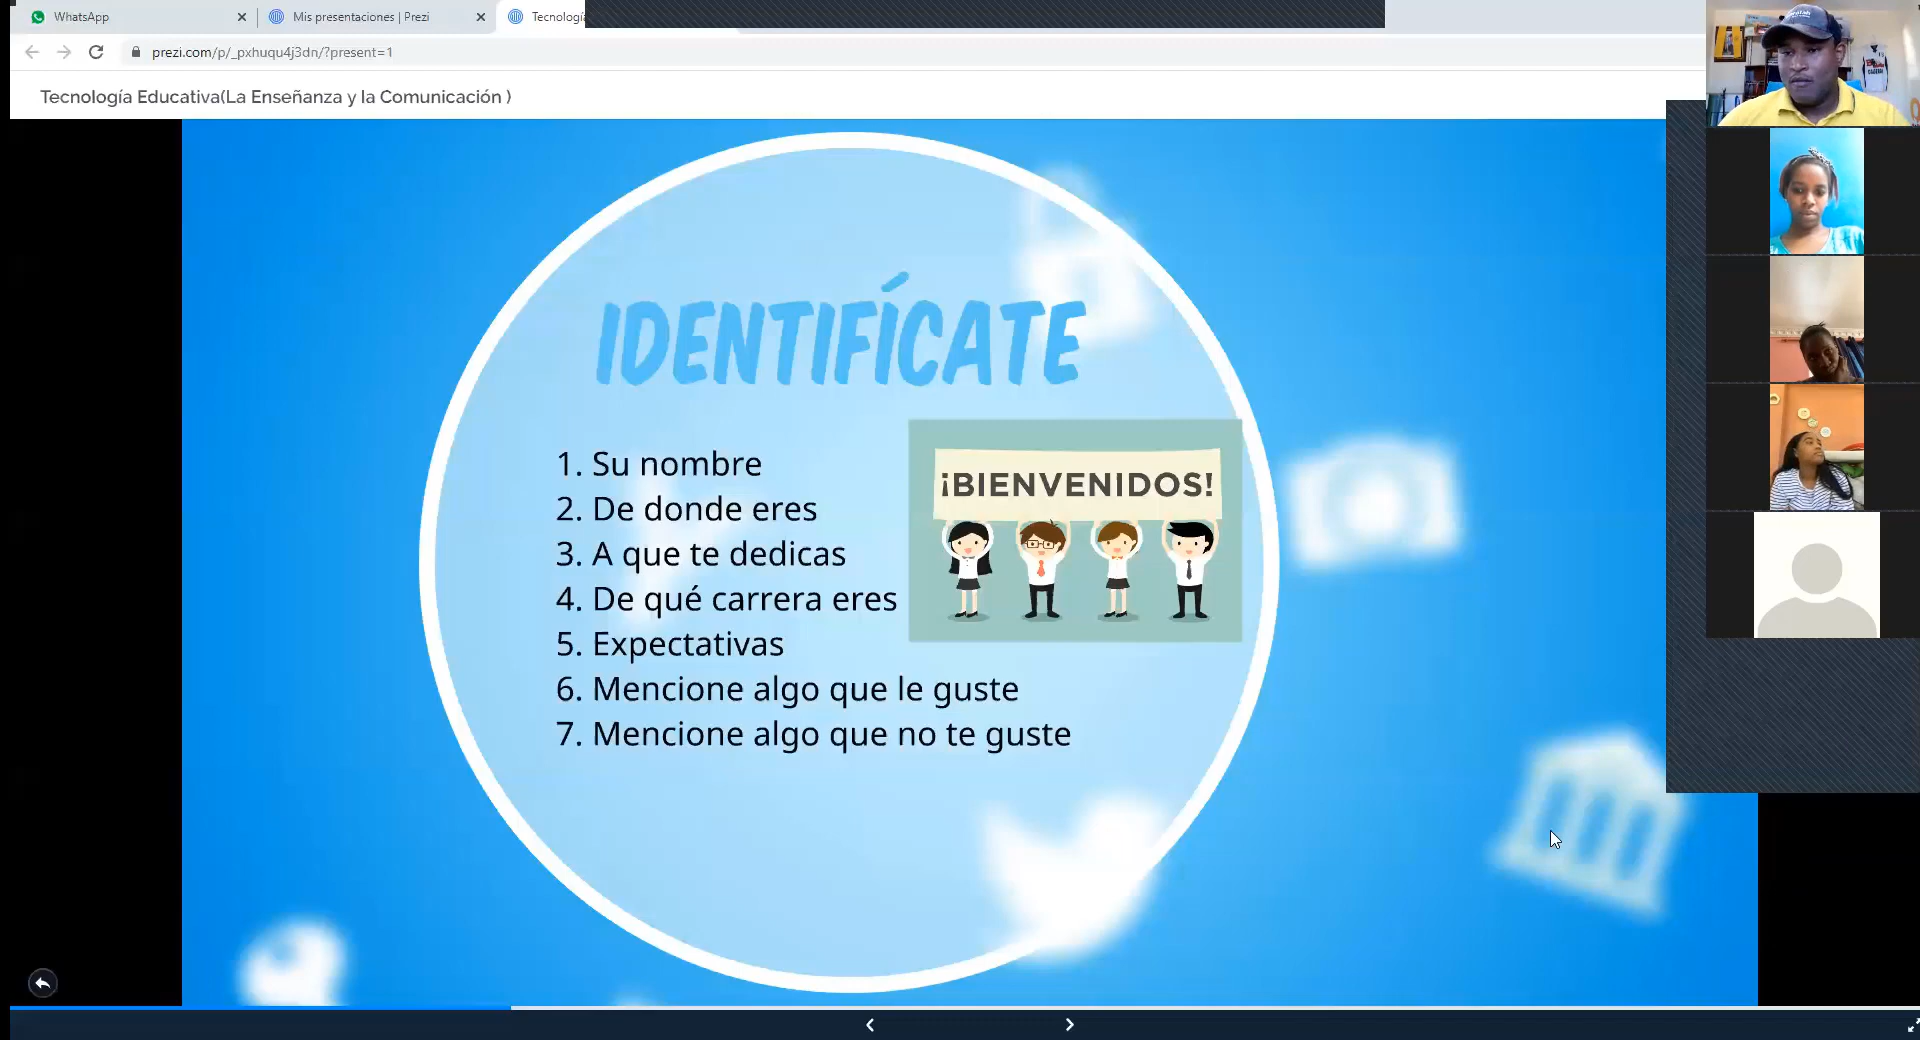 WhatsApp
Mis presentaciones | Prezi
Tecnología
prezi.com/p/_pxhuqu4j3dn/?present=1
Tecnología Educativa(La Enseñanza y la Comunicación )
IDENTIFÍCATE
¡BIENVENIDOS!
1. Su nombre
2. De donde eres
3. A que te dedicas
4. De qué carrera eres
5. Expectativas
6. Mencione algo que le guste
7. Mencione algo que no te guste